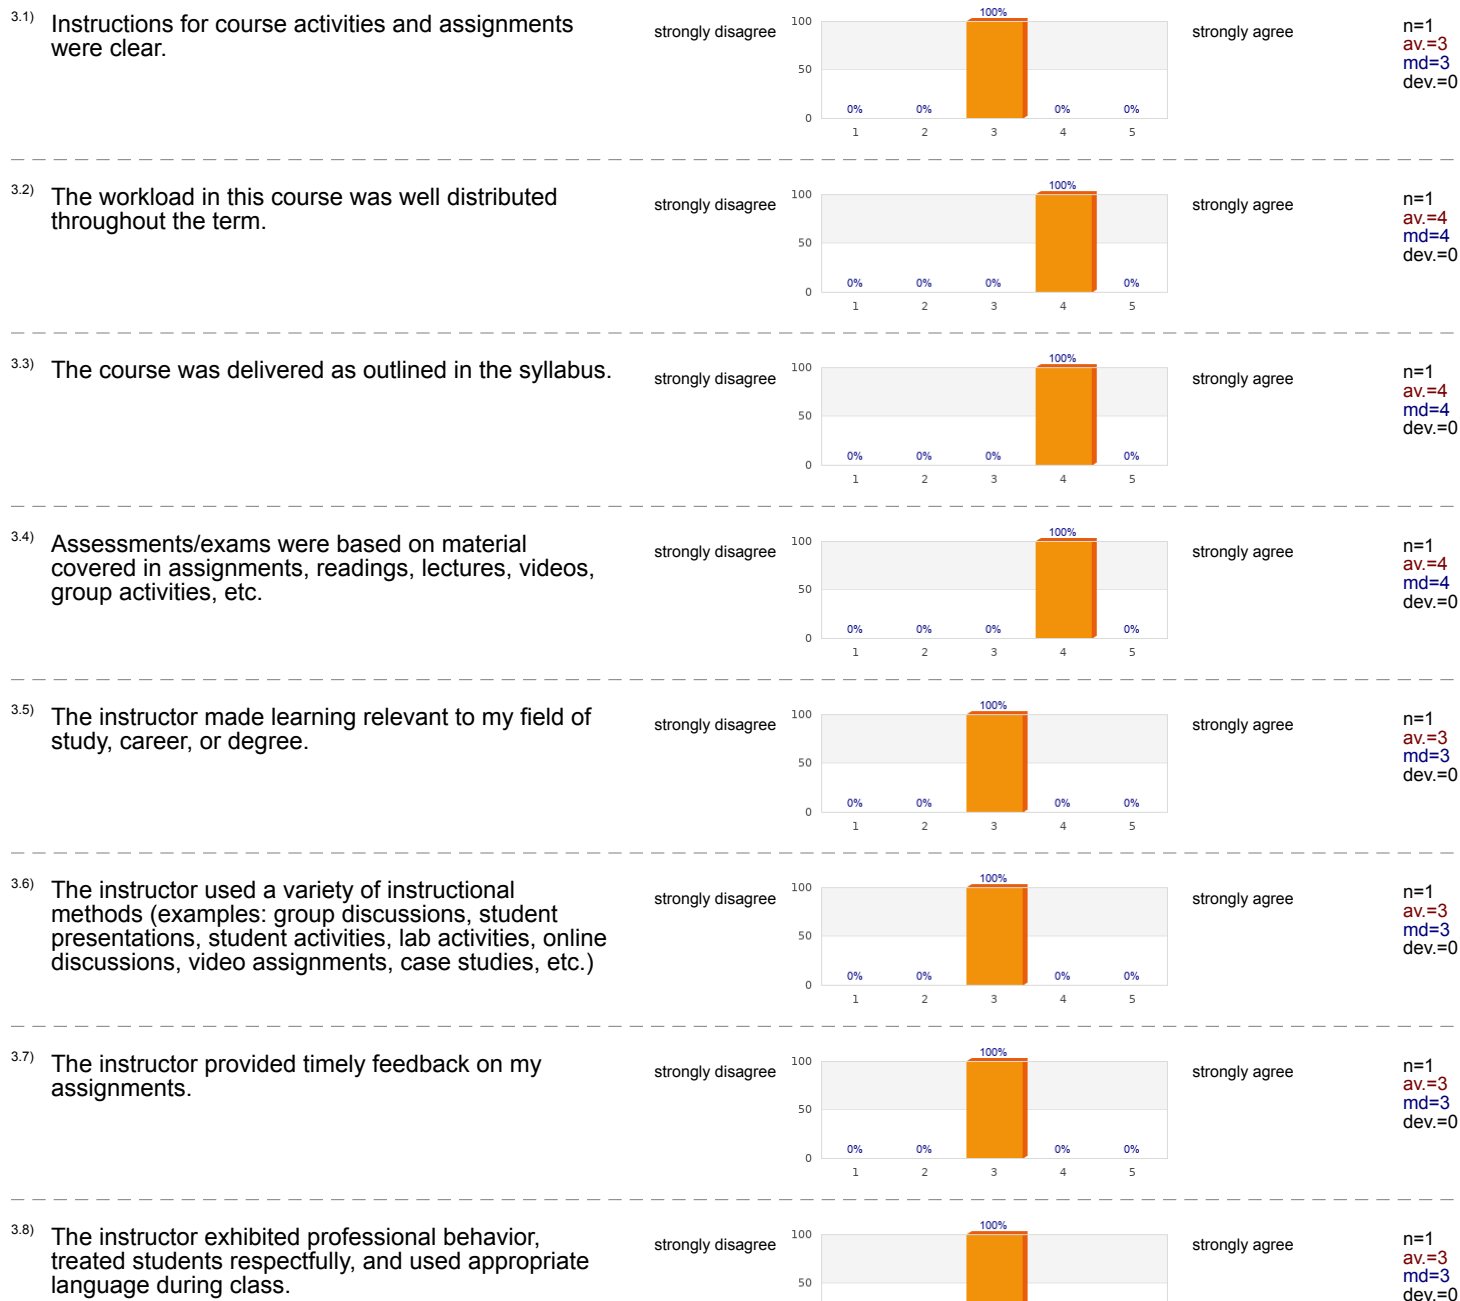 3.1) Instructions for course activities and assignments
were clear.
strongly disagree
100
50
0
100%
0% 0% 0% 0%
1 2 3 4 5
strongly agree
n=1
av.=3
md=3
dev.=0
3.2) The workload in this course was well distributed
throughout the term.
strongly disagree
100
50
0
100%
0% 0% 0% 0%
1 2 3 4 5
strongly agree
n=1
av.=4
md=4
dev.=0
3.3) The course was delivered as outlined in the syllabus.
strongly disagree
100
50
0
100%
0% 0% 0% 0%
1 2 3 4 5
strongly agree
n=1
av.=4
md=4
dev.=0
3.4) Assessments/exams were based on material
covered in assignments, readings, lectures, videos,
group activities, etc.
strongly disagree
100
50
0
100%
0% 0% 0% 0%
1 2 3 4 5
strongly agree
n=1
av.=4
md=4
dev.=0
3.5) The instructor made learning relevant to my field of
study, career, or degree.
strongly disagree
100
50
0
100%
0% 0% 0% 0%
1 2 3 4 5
strongly agree
n=1
av.=3
md=3
dev.=0
3.6) The instructor used a variety of instructional
methods (examples: group discussions, student
presentations, student activities, lab activities, online
discussions, video assignments, case studies, etc.)
strongly disagree
100
50
0
100%
0% 0% 0% 0%
1 2 3 4 5
strongly agree
n=1
av.=3
md=3
dev.=0
3.7) The instructor provided timely feedback on my
assignments.
strongly disagree
100
50
0
100%
0% 0% 0% 0%
1 2 3 4 5
strongly agree
n=1
av.=3
md=3
dev.=0
3.8) The instructor exhibited professional behavior,
treated students respectfully, and used appropriate
language during class.
strongly disagree
100
50
100%
strongly agree
n=1
av.=3
md=3
dev.=0